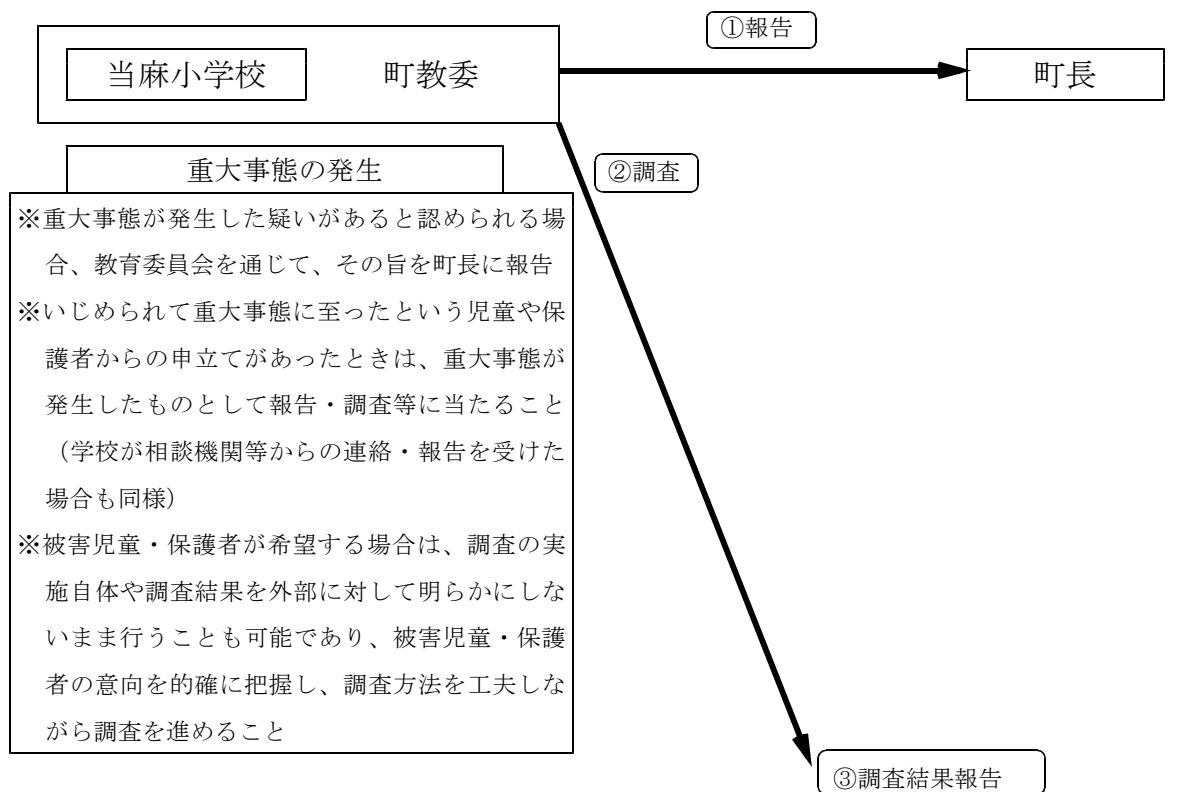 ①報告
当麻小学校 町教委
町長
重大事態の発生
②調査
※重大事態が発生した疑いがあると認められる場
合、教育委員会を通じて、その旨を町長に報告
※いじめられて重大事態に至ったという児童や保
護者からの申立てがあったときは、重大事態が
発生したものとして報告・調査等に当たること
（学校が相談機関等からの連絡・報告を受けた
場合も同様）
※被害児童・保護者が希望する場合は、調査の実
施自体や調査結果を外部に対して明らかにしな
いまま行うことも可能であり、被害児童・保護
者の意向を的確に把握し、調査方法を工夫しな
がら調査を進めること
③調査結果報告